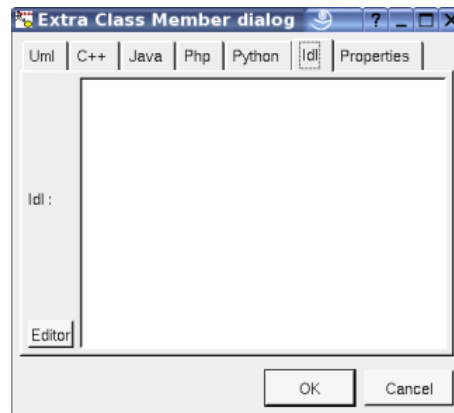 Extra Class Member dialog ? _ □ X
Uml C++ Java Php Python Idl Properties
Idl :
Editor
OK Cancel